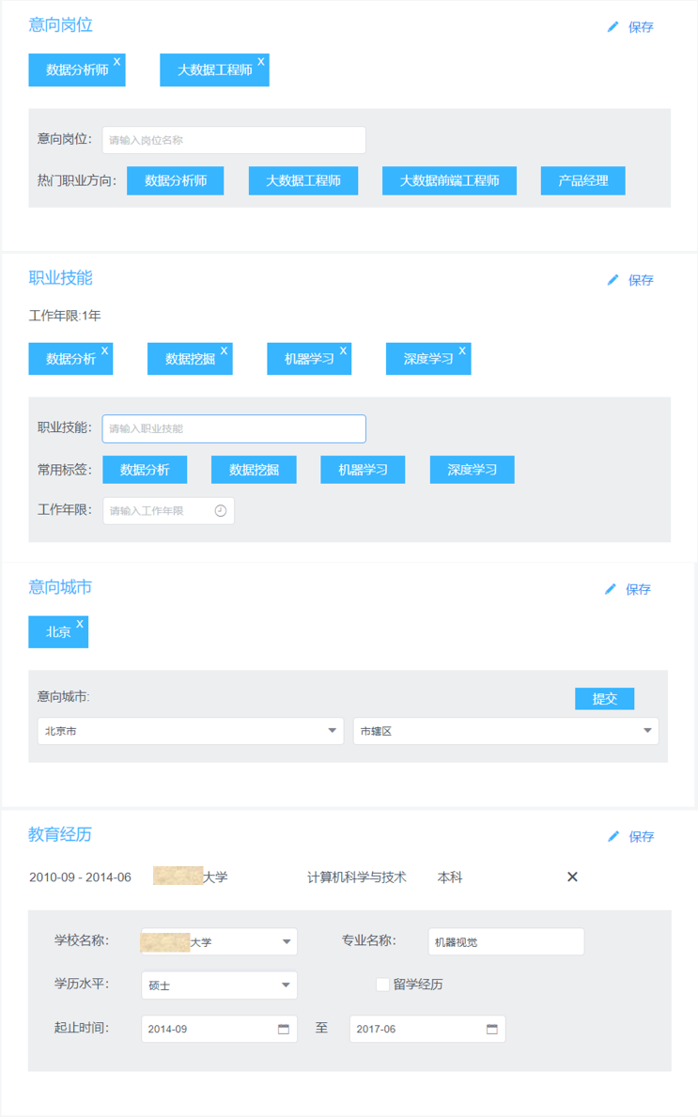 意向岗位 保存
数据分析师 X 大数据工程师 X
意向岗位: 请输入岗位名称
热门职业方向: 数据分析师 大数据工程师 大数据前端工程师 产品经理
职业技能 保存
工作年限:1年
数据分析 X 数据挖掘 X 机器学习 X 深度学习 X
职业技能: 请输入职业技能
常用标签: 数据分析 数据挖掘 机器学习 深度学习
工作年限: 请输入工作年限
意向城市 保存
北京 X
意向城市: 提交
北京市 市辖区
教育经历 保存
2010-09 - 2014-06 大学 计算机科学与技术 本科
学校名称: 大学 专业名称: 机器视觉
学历水平: 硕士 留学经历
起止时间: 2014-09 至 2017-06